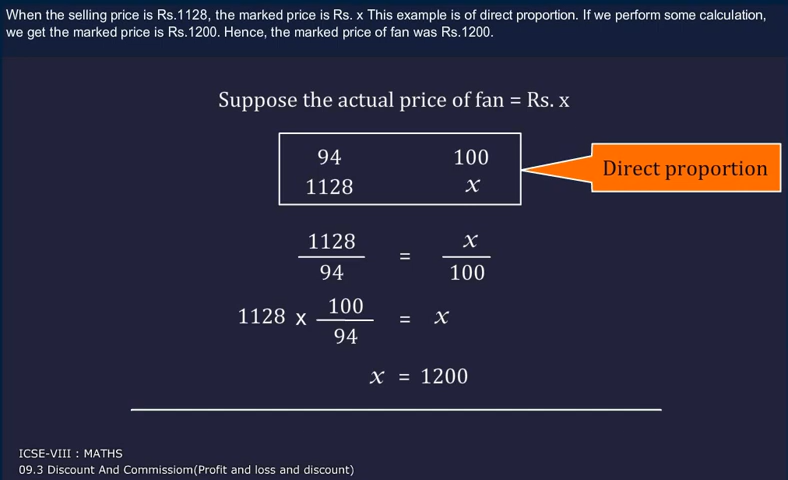 When the selling price is Rs.1128, the marked price is Rs. x This example is of direct proportion. If we perform some calculation,
we get the marked price is Rs.1200. Hence, the marked price of fan was Rs.1200.
Suppose the actual price of fan = Rs. x
94 100
1128 x
Direct proportion
1128/94 = x/100
1128 x 100/94 = x
x = 1200
ICSE-VIII : MATHS
09.3 Discount And Commissiom(Profit and loss and discount)